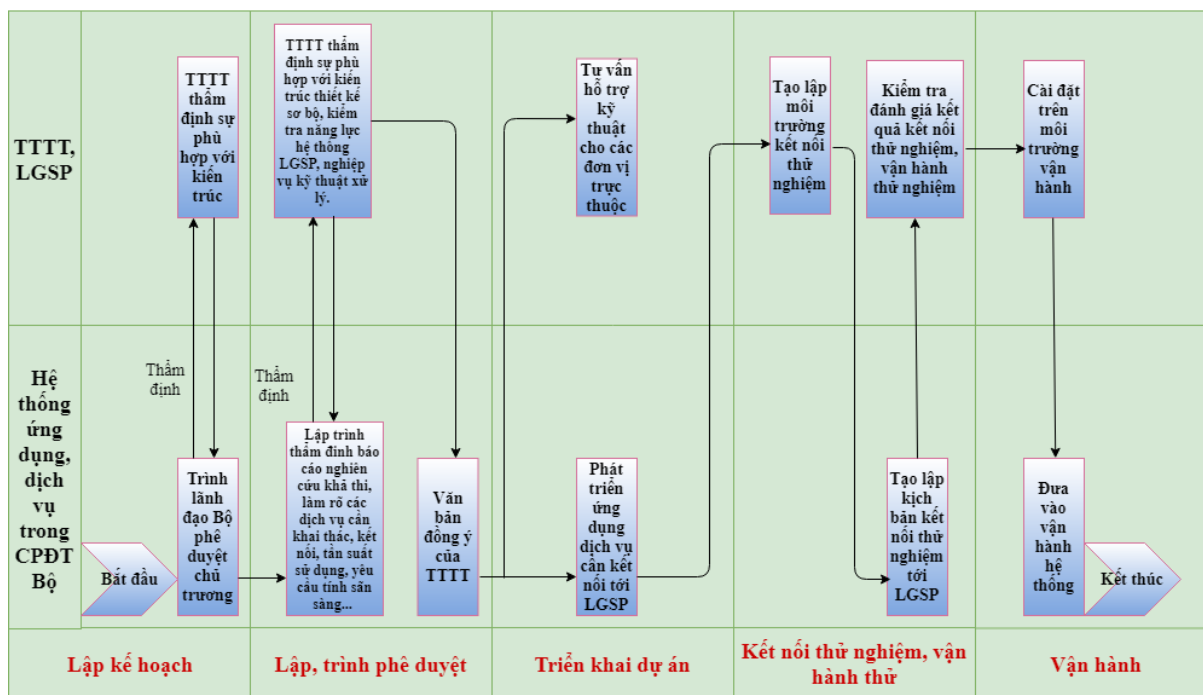 TTTT,
LGSP
TTTT
thẩm
định sự
phù
hợp với
kiến
trúc
TTTT thẩm
định sự phù
hợp với kiến
trúc thiết kế
sơ bộ, kiểm
tra năng lực
hệ thống
LGSP, nghiệp
vụ kỹ thuật xử
lý.
Tư vấn
hỗ trợ
kỹ
thuật
cho các
đơn vị
trực
thuộc
Tạo lập
môi
trường
kết nối
thử
nghiệm
Kiểm tra
đánh giá kết
quả kết nối
thử nghiệm,
vận hành
thử nghiệm
Cài đặt
trên
môi
trường
vận
hành
Thẩm
định
Thẩm
định
Hệ
thống
ứng
dụng,
dịch
vụ
trong
CPĐT
Bộ
Bắt đầu
Trình
lãnh
đạo Bộ
phê
duyệt
chủ
trương
Lập trình
thẩm đinh báo
cáo nghiên
cứu khả thi,
làm rõ các
dịch vụ cần
khai thác, kết
nối, tần suất
sử dụng, yêu
cầu tính sẵn
sàng...
Văn
bản
đồng ý
của
TTTT
Phát
triển
ứng
dụng
dịch vụ
cần kết
nối tới
LGSP
Tạo lập
kịch
bản kết
nối thử
nghiệm
tới
LGSP
Đưa
vào
vận
hành
hệ
thống
Kết thúc
Lập kế hoạch
Lập, trình phê duyệt
Triển khai dự án
Kết nối thử nghiệm, vận
hành thử
Vận hành